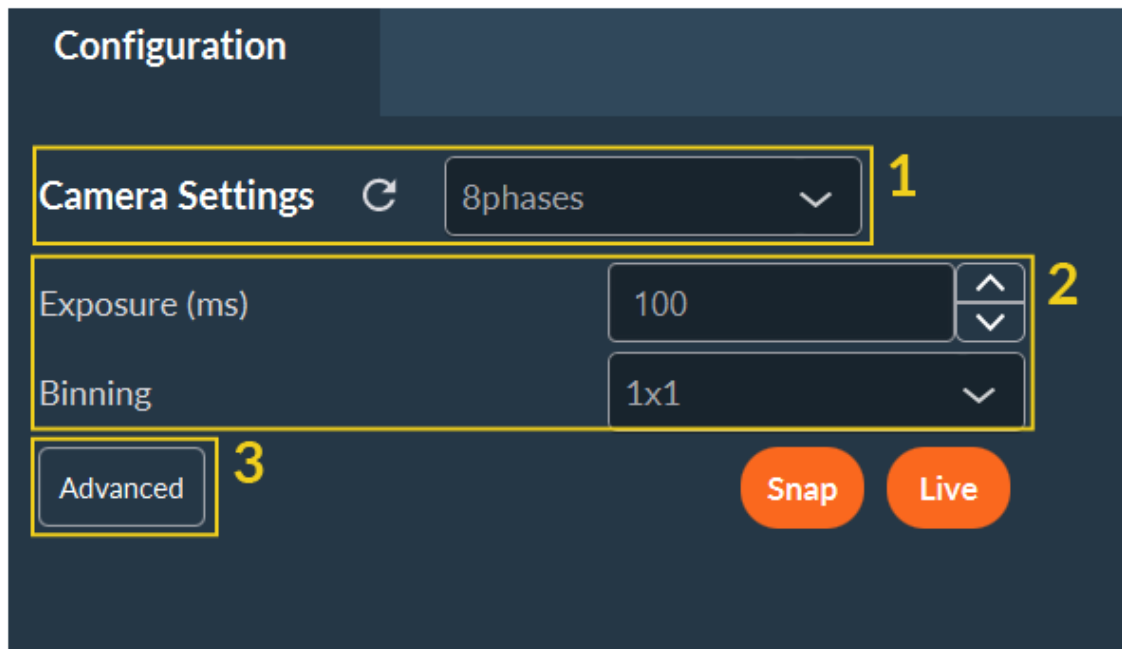 Configuration
Camera Settings 8phases 1
Exposure (ms) 100 2
Binning 1x1
Advanced 3 Snap Live